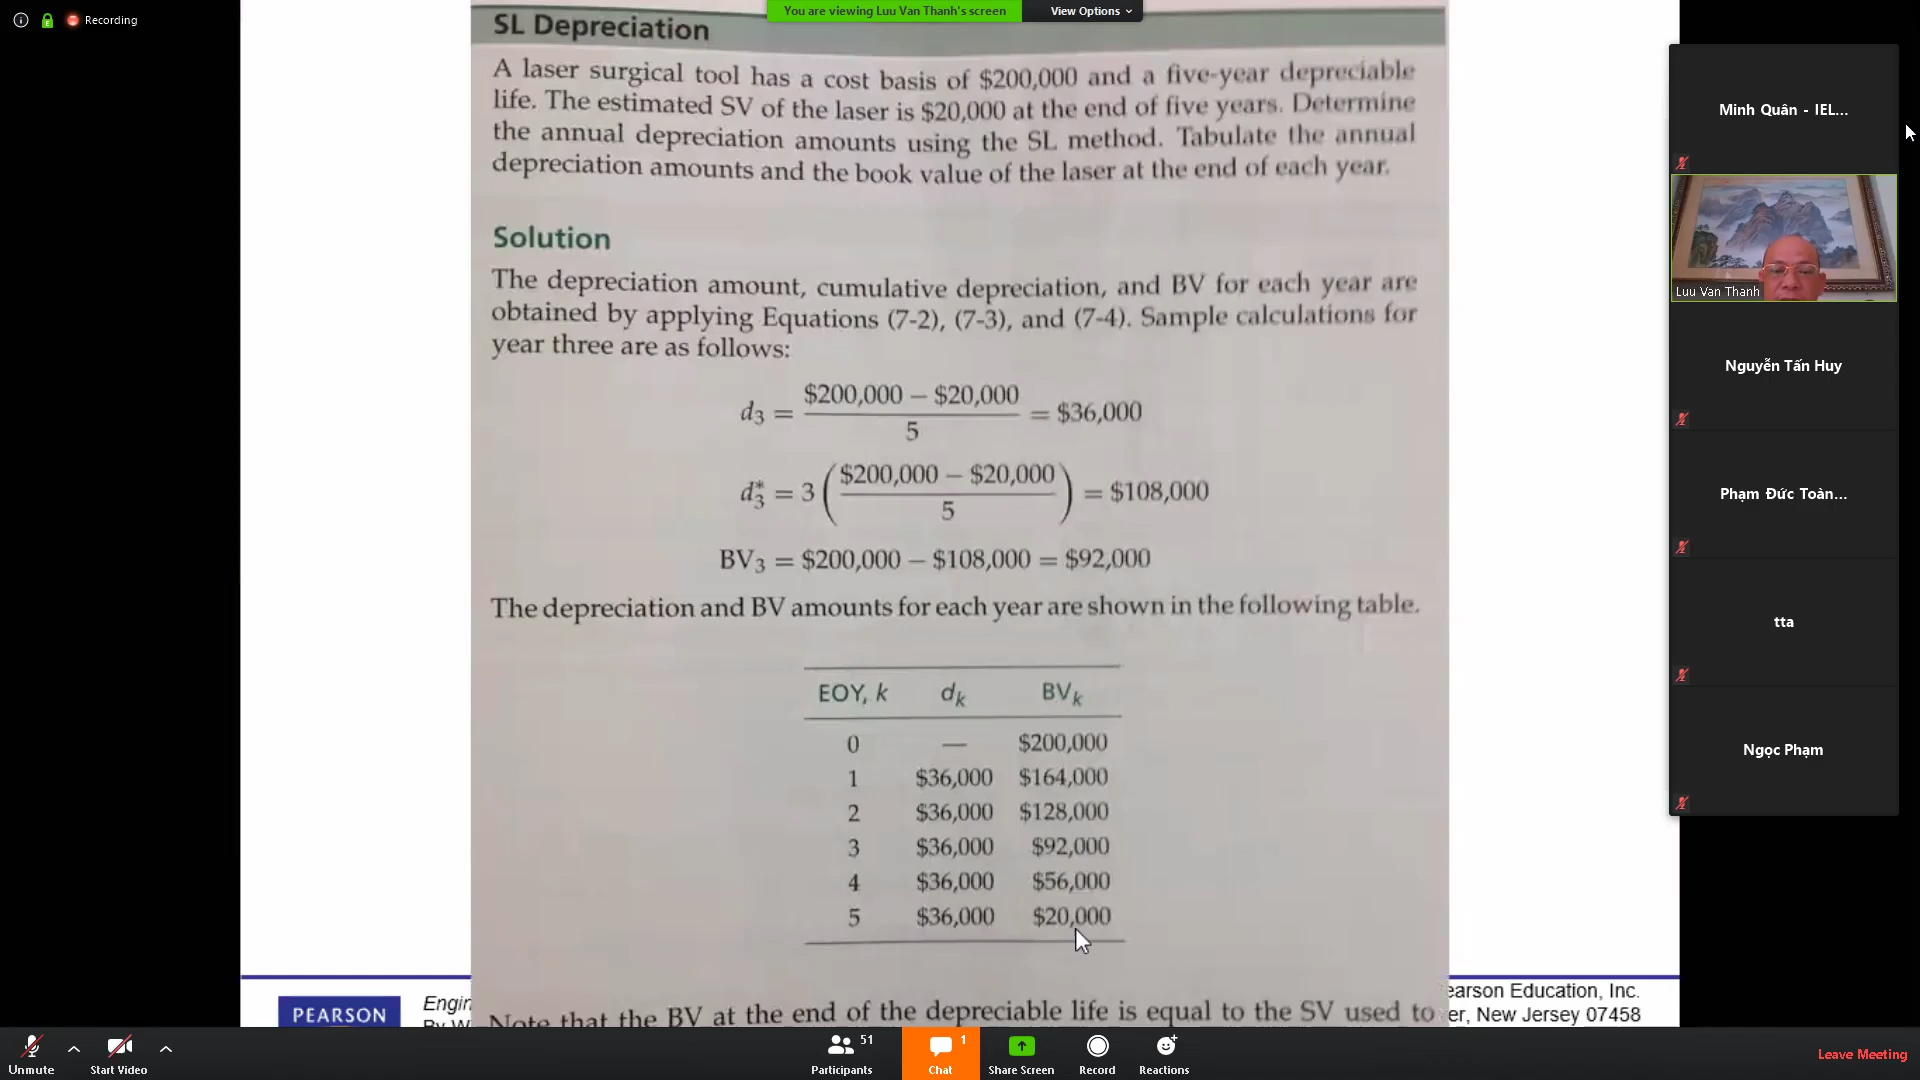 Recording
You are viewing Luu Van Thanh's screen
View Options
SL Depreciation
A laser surgical tool has a cost basis of $200,000 and a five-year depreciable
life. The estimated SV of the laser is $20,000 at the end of five years. Determine
the annual depreciation amounts using the SL method. Tabulate the annual
depreciation amounts and the book value of the laser at the end of each year.
Solution
The depreciation amount, cumulative depreciation, and BV for each year are
obtained by applying Equations (7-2), (7-3), and (7-4). Sample calculations for
year three are as follows:
d3 = $200,000 – $20,000 / 5 = $36,000
d*3 = 3 ( $200,000 – $20,000 / 5 ) = $108,000
BV3 = $200,000 – $108,000 = $92,000
The depreciation and BV amounts for each year are shown in the following table.
EOY, k dk BVk
0 — $200,000
1 $36,000 $164,000
2 $36,000 $128,000
3 $36,000 $92,000
4 $36,000 $56,000
5 $36,000 $20,000
Note that the BV at the end of the depreciable life is equal to the SV used to
PEARSON
Engin
By W
earson Education, Inc.
er, New Jersey 07458
Minh Quân - IEL...
Luu Van Thanh
Nguyễn Tấn Huy
Phạm Đức Toàn...
tta
Ngọc Phạm
Unmute
Start Video
Participants 51
Chat 1
Share Screen
Record
Reactions
Leave Meeting